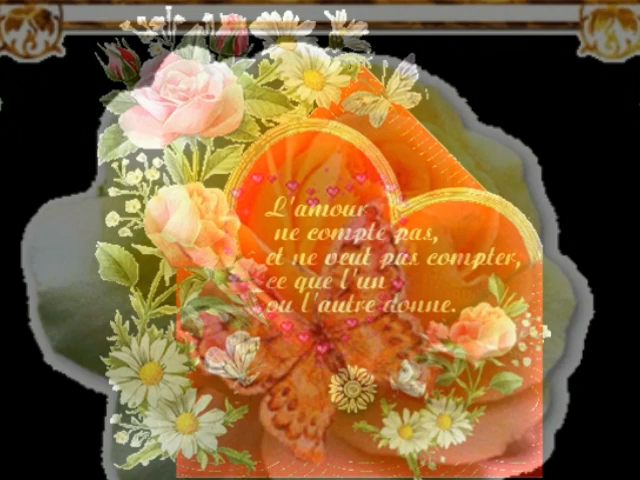 L'amour
ne compte pas,
et ne veut pas compter,
ce que l'un
ou l'autre donne.